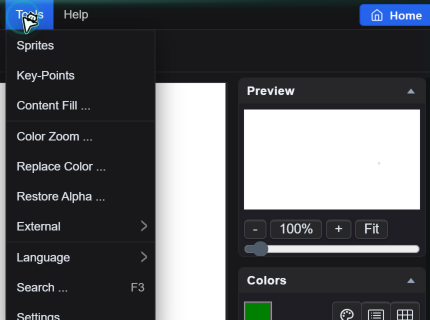 Tools Help Home
Sprites
Key-Points
Content Fill ...
Color Zoom ...
Replace Color ...
Restore Alpha ...
External
Language
Search ... F3
Settings
Preview
- 100% + Fit
Colors